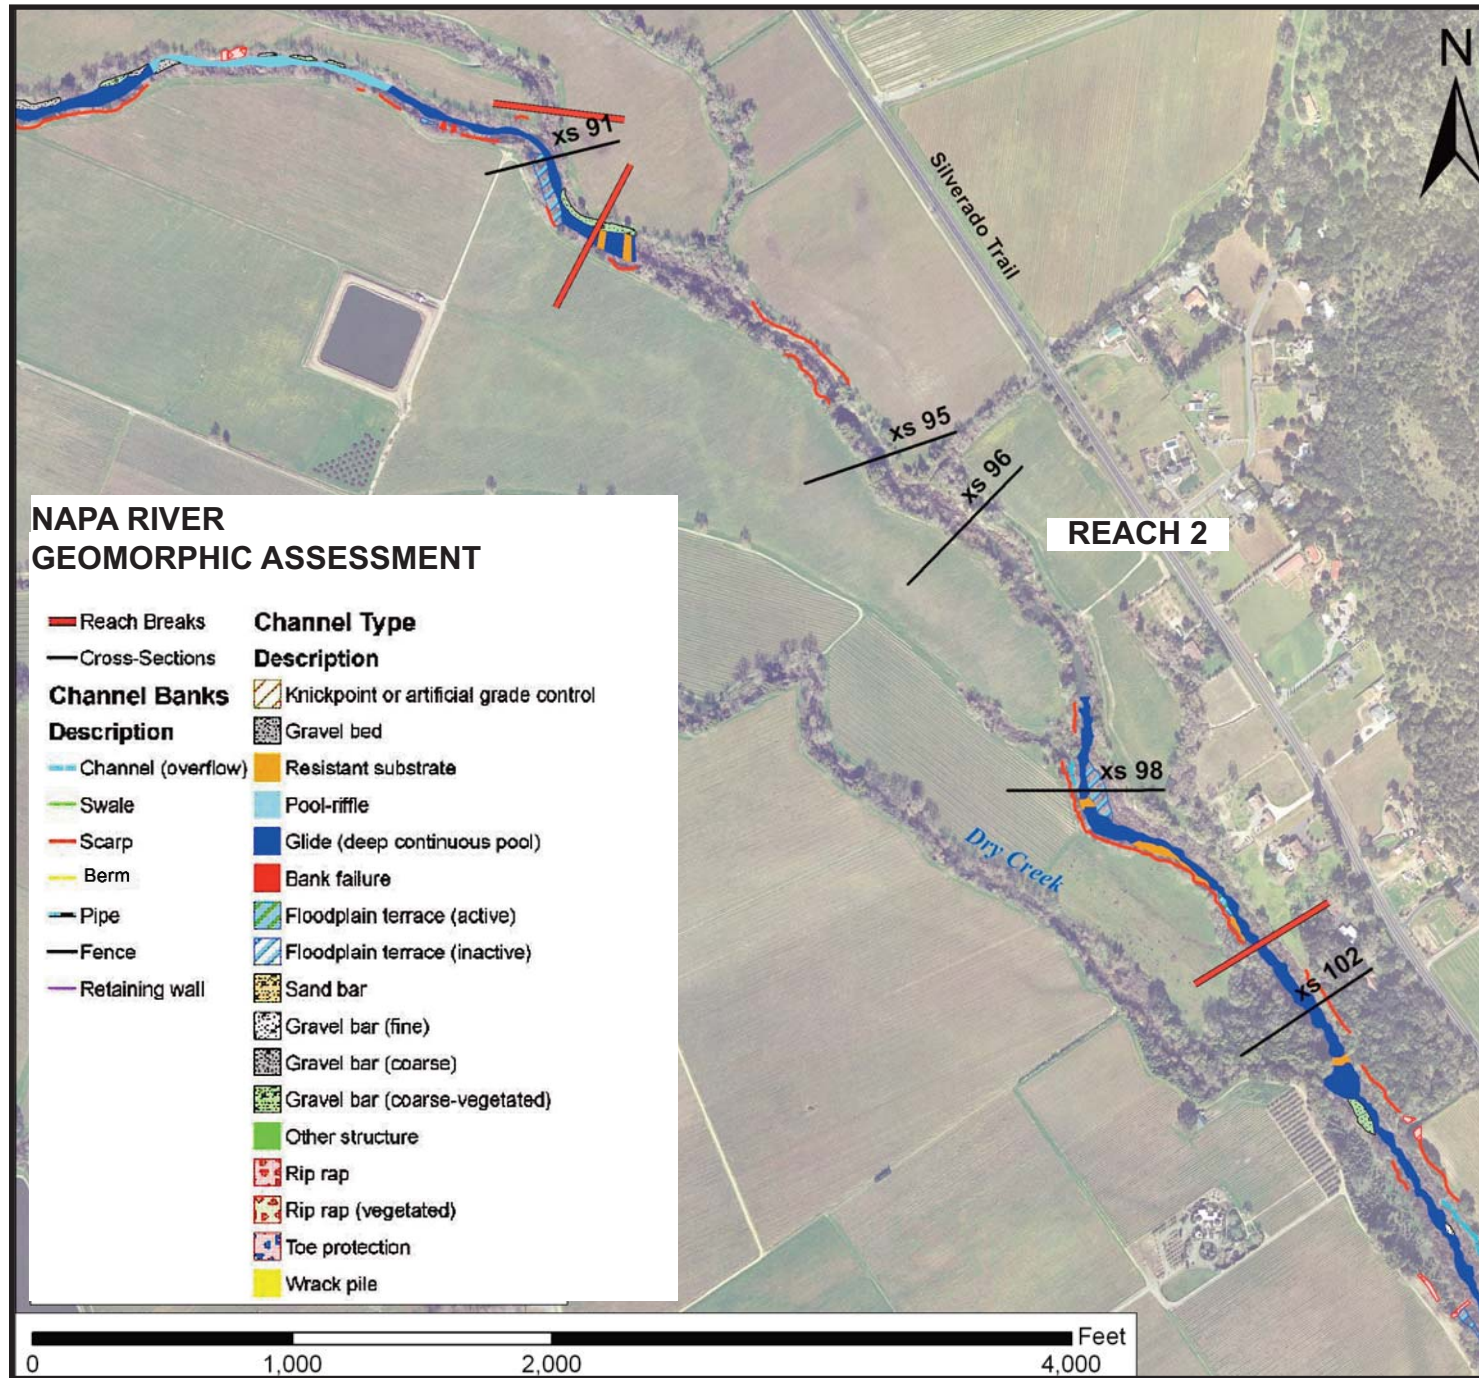 N
xs 91
Silverado Trail
xs 95
xs 96
REACH 2
xs 98
Dry Creek
xs 102
NAPA RIVER
GEOMORPHIC ASSESSMENT
Reach Breaks
Cross-Sections
Channel Banks
Description
Channel (overflow)
Swale
Scarp
Berm
Pipe
Fence
Retaining wall
Channel Type
Description
Knickpoint or artificial grade control
Gravel bed
Resistant substrate
Pool-riffle
Glide (deep continuous pool)
Bank failure
Floodplain terrace (active)
Floodplain terrace (inactive)
Sand bar
Gravel bar (fine)
Gravel bar (coarse)
Gravel bar (coarse-vegetated)
Other structure
Rip rap
Rip rap (vegetated)
Toe protection
Wrack pile
Feet
0 1,000 2,000 4,000